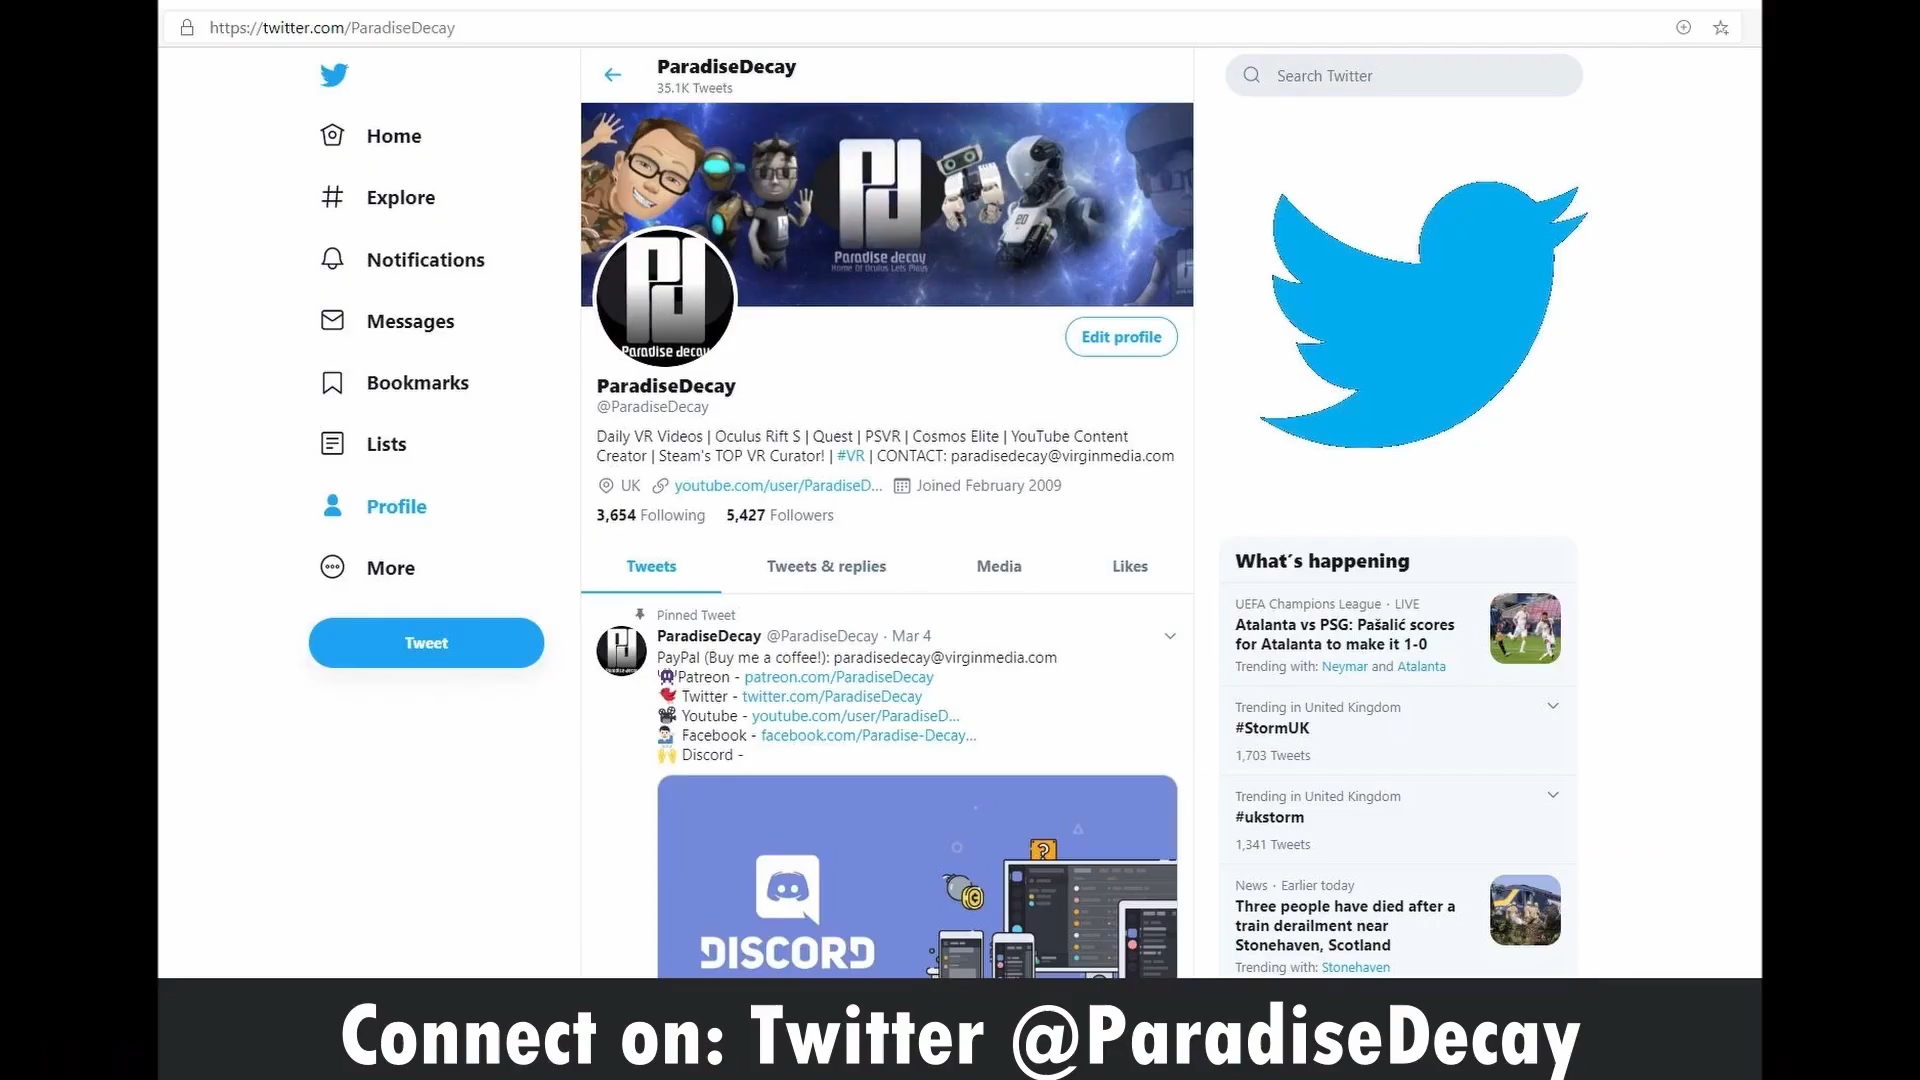 https://twitter.com/ParadiseDecay
ParadiseDecay
35.1K Tweets
Search Twitter
Home
Explore
Notifications
Messages
Bookmarks
Lists
Profile
More
Tweet
Paradise decay
Home Of Oculus Lets Plays
Paradise decay
Edit profile
ParadiseDecay
@ParadiseDecay
Daily VR Videos | Oculus Rift S | Quest | PSVR | Cosmos Elite | YouTube Content
Creator | Steam's TOP VR Curator! | #VR | CONTACT: paradisedecay@virginmedia.com
UK youtube.com/user/ParadiseD... Joined February 2009
3,654 Following 5,427 Followers
Tweets Tweets & replies Media Likes
Pinned Tweet
ParadiseDecay @ParadiseDecay · Mar 4
PayPal (Buy me a coffee!): paradisedecay@virginmedia.com
Patreon - patreon.com/ParadiseDecay
Twitter - twitter.com/ParadiseDecay
Youtube - youtube.com/user/ParadiseD...
Facebook - facebook.com/Paradise-Decay...
Discord -
DISCORD
What´s happening
UEFA Champions League · LIVE
Atalanta vs PSG: Pašalić scores
for Atalanta to make it 1-0
Trending with: Neymar and Atalanta
Trending in United Kingdom
#StormUK
1,703 Tweets
Trending in United Kingdom
#ukstorm
1,341 Tweets
News · Earlier today
Three people have died after a
train derailment near
Stonehaven, Scotland
Trending with: Stonehaven
Connect on: Twitter @ParadiseDecay